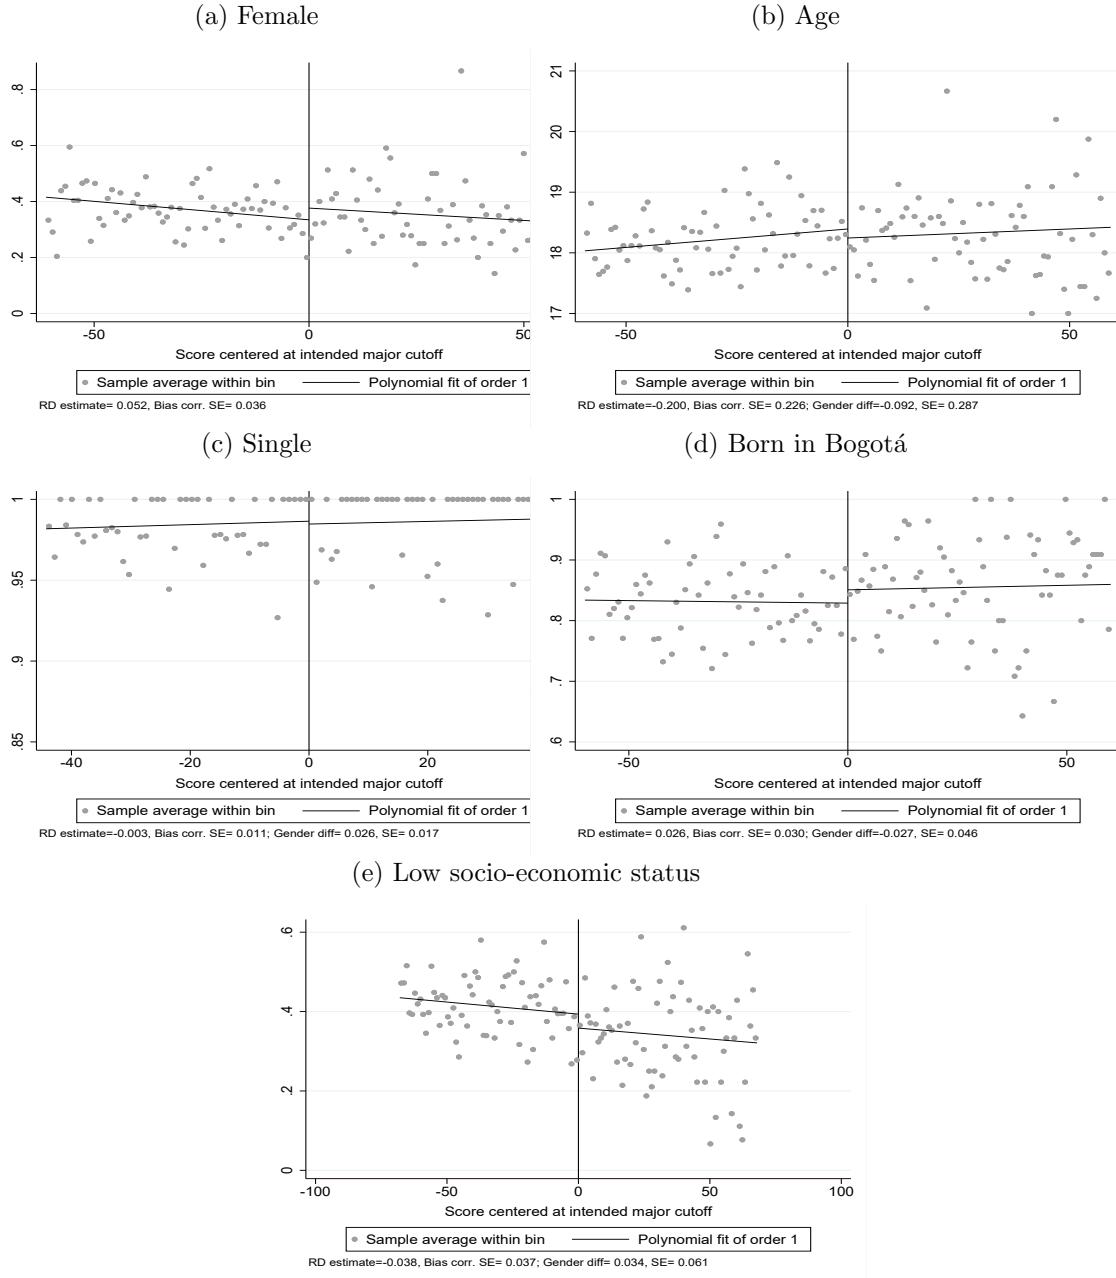 (a) Female
.8
.6
.4
.2
0
-50
0
50
Score centered at intended major cutoff
Sample average within bin
Polynomial fit of order 1
RD estimate= 0.052, Bias corr. SE= 0.036
(b) Age
21
20
19
18
17
-50
0
50
Score centered at intended major cutoff
Sample average within bin
Polynomial fit of order 1
RD estimate=-0.200, Bias corr. SE= 0.226; Gender diff=-0.092, SE= 0.287
(c) Single
1
.95
.9
.85
-40
-20
0
20
Score centered at intended major cutoff
Sample average within bin
Polynomial fit of order 1
RD estimate=-0.003, Bias corr. SE= 0.011; Gender diff= 0.026, SE= 0.017
(d) Born in Bogotá
1
.9
.8
.7
.6
-50
0
50
Score centered at intended major cutoff
Sample average within bin
Polynomial fit of order 1
RD estimate= 0.026, Bias corr. SE= 0.030; Gender diff=-0.027, SE= 0.046
(e) Low socio-economic status
.6
.4
.2
0
-100
-50
0
50
100
Score centered at intended major cutoff
Sample average within bin
Polynomial fit of order 1
RD estimate=-0.038, Bias corr. SE= 0.037; Gender diff= 0.034, SE= 0.061